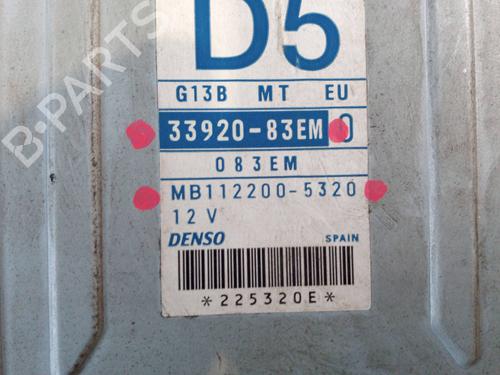 D5
G13B MT EU
33920-83EM0
083EM
MB112200-5320
12V
DENSO SPAIN
*225320E*
B-PARTS